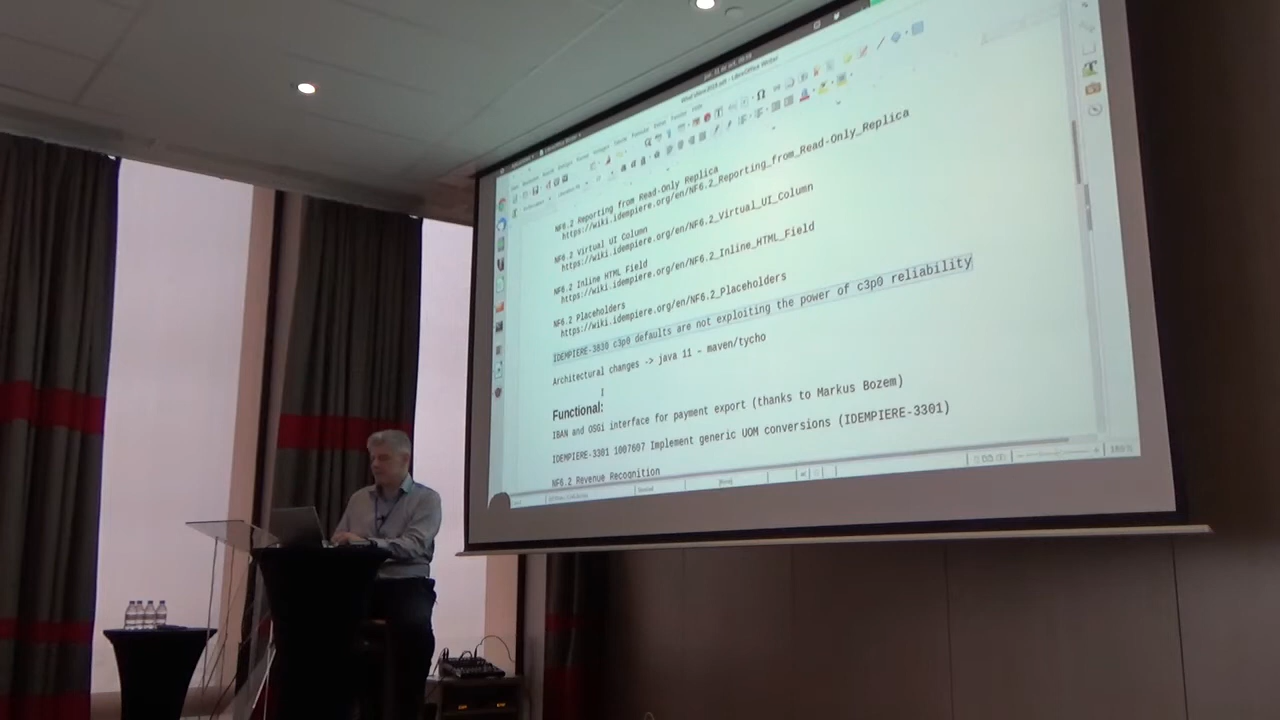 NF6.2 Reporting from Read-Only Replica
https://wiki.idempiere.org/en/NF6.2_Reporting_from_Read-Only_Replica
NF6.2 Virtual UI Column
https://wiki.idempiere.org/en/NF6.2_Virtual_UI_Column
NF6.2 Inline HTML Field
https://wiki.idempiere.org/en/NF6.2_Inline_HTML_Field
NF6.2 Placeholders
https://wiki.idempiere.org/en/NF6.2_Placeholders
IDEMPIERE-3830 c3p0 defaults are not exploiting the power of c3p0 reliability
Architectural changes -> java 11 - maven/tycho
Functional:
IBAN and OSGi interface for payment export (thanks to Markus Bozem)
IDEMPIERE-3301 1007607 Implement generic UOM conversions (IDEMPIERE-3301)
NF6.2 Revenue Recognition